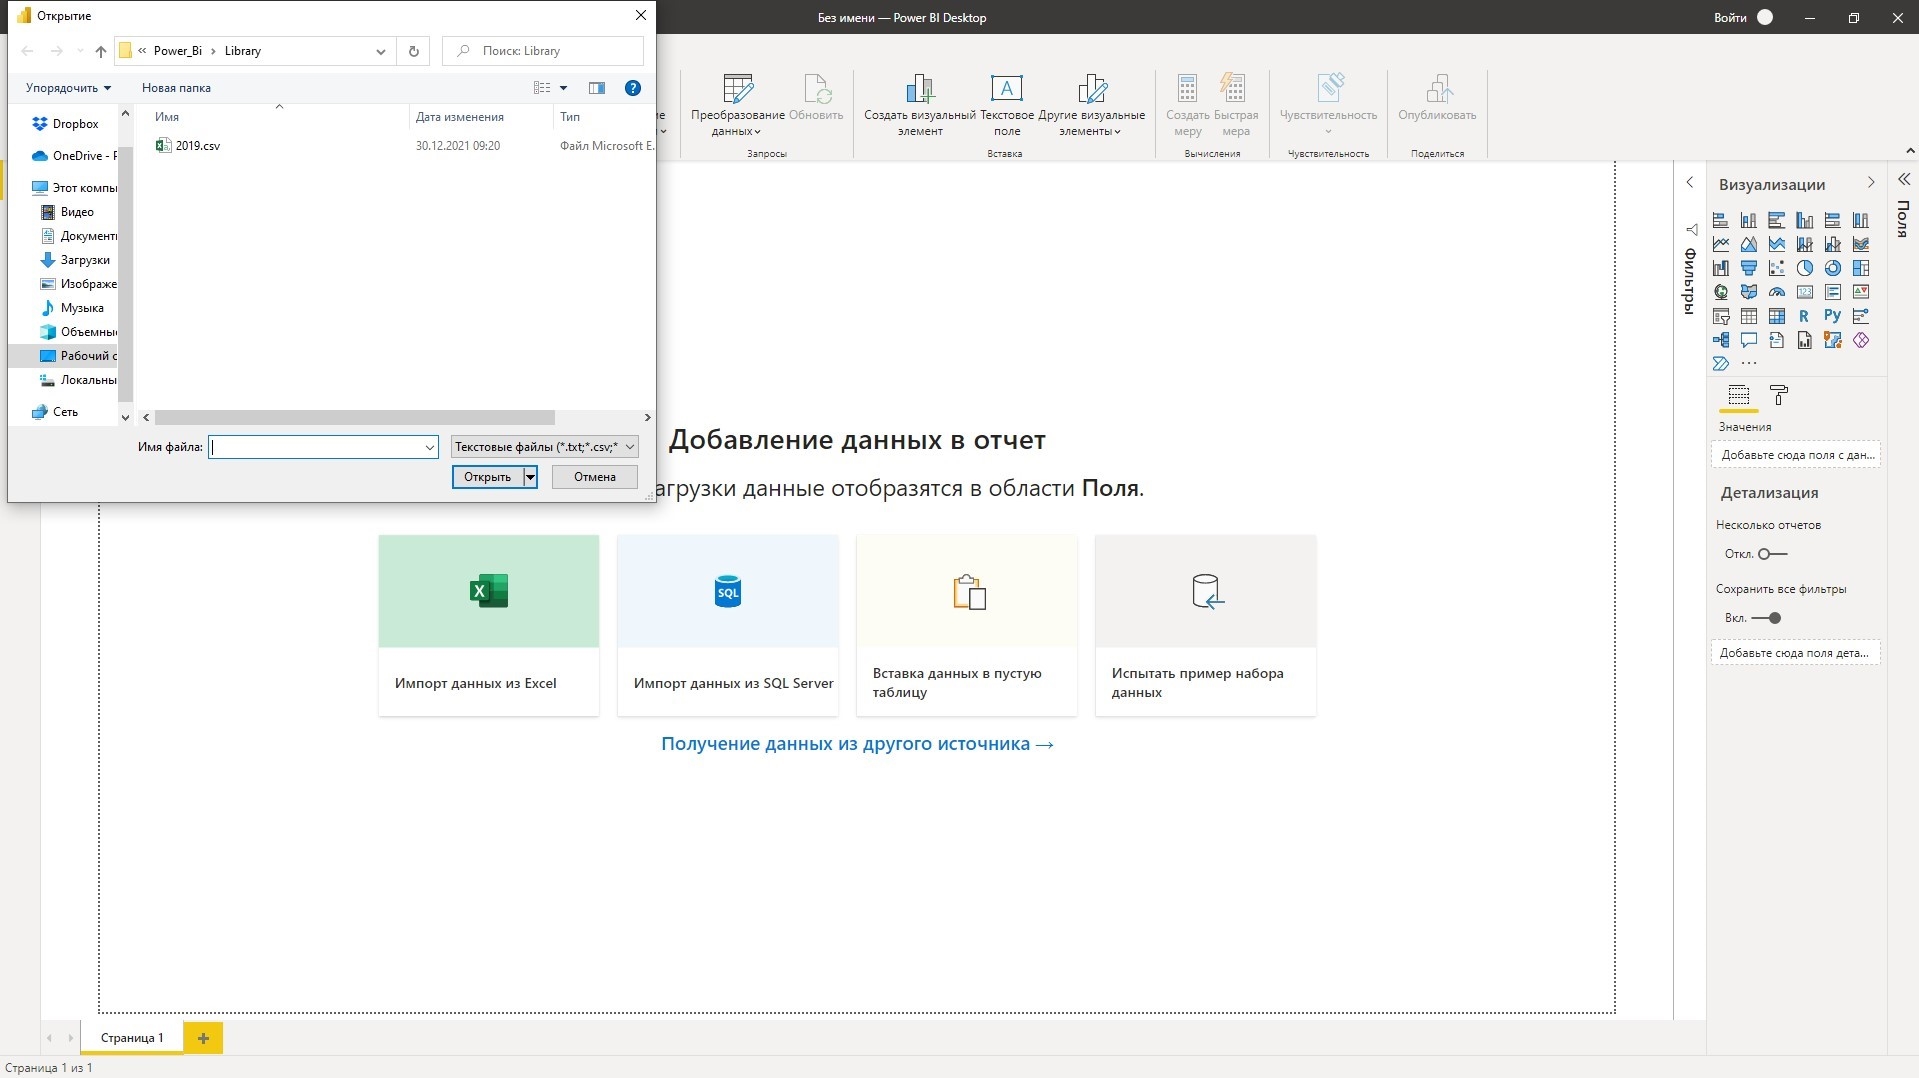 Открытие
Без имени — Power BI Desktop
Войти
« Power_Bi › Library
Поиск: Library
Упорядочить
Новая папка
Имя
Дата изменения
Тип
2019.csv
30.12.2021 09:20
Файл Microsoft E.
Dropbox
OneDrive - P
Этот компь
Видео
Документ
Загрузки
Изображе
Музыка
Объемны
Рабочий с
Локальны
Сеть
Имя файла:
Текстовые файлы (*.txt;*.csv;*
Открыть
Отмена
Преобразование данных
Обновить
Запросы
Создать визуальный элемент
Текстовое поле
Другие визуальные элементы
Вставка
Создать меру
Быстрая мера
Вычисления
Чувствительность
Чувствительность
Опубликовать
Поделиться
Добавление данных в отчет
агрузки данные отобразятся в области Поля.
X
SQL
Импорт данных из Excel
Импорт данных из SQL Server
Вставка данных в пустую
таблицу
Испытать пример набора
данных
Получение данных из другого источника →
Фильтры
Визуализации
123
R
Py
Значения
Добавьте сюда поля с дан...
Детализация
Несколько отчетов
Откл.
Сохранить все фильтры
Вкл.
Добавьте сюда поля дета...
Поля
Страница 1
Страница 1 из 1